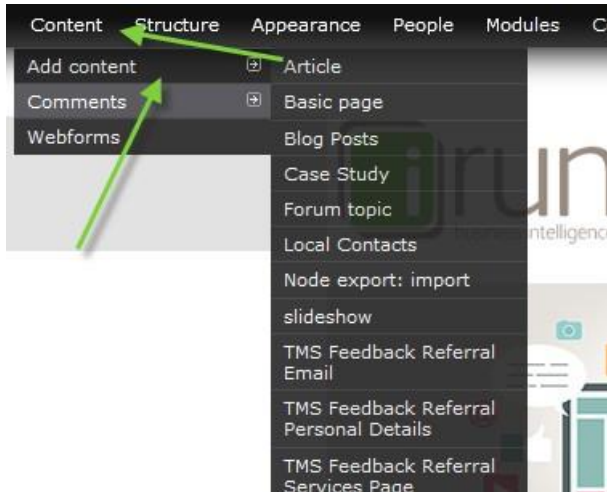 Content Structure Appearance People Modules
Add content
Comments
Webforms
Article
Basic page
Blog Posts
Case Study
Forum topic
Local Contacts
Node export: import
slideshow
TMS Feedback Referral
Email
TMS Feedback Referral
Personal Details
TMS Feedback Referral
Services Page
irun
intelligence